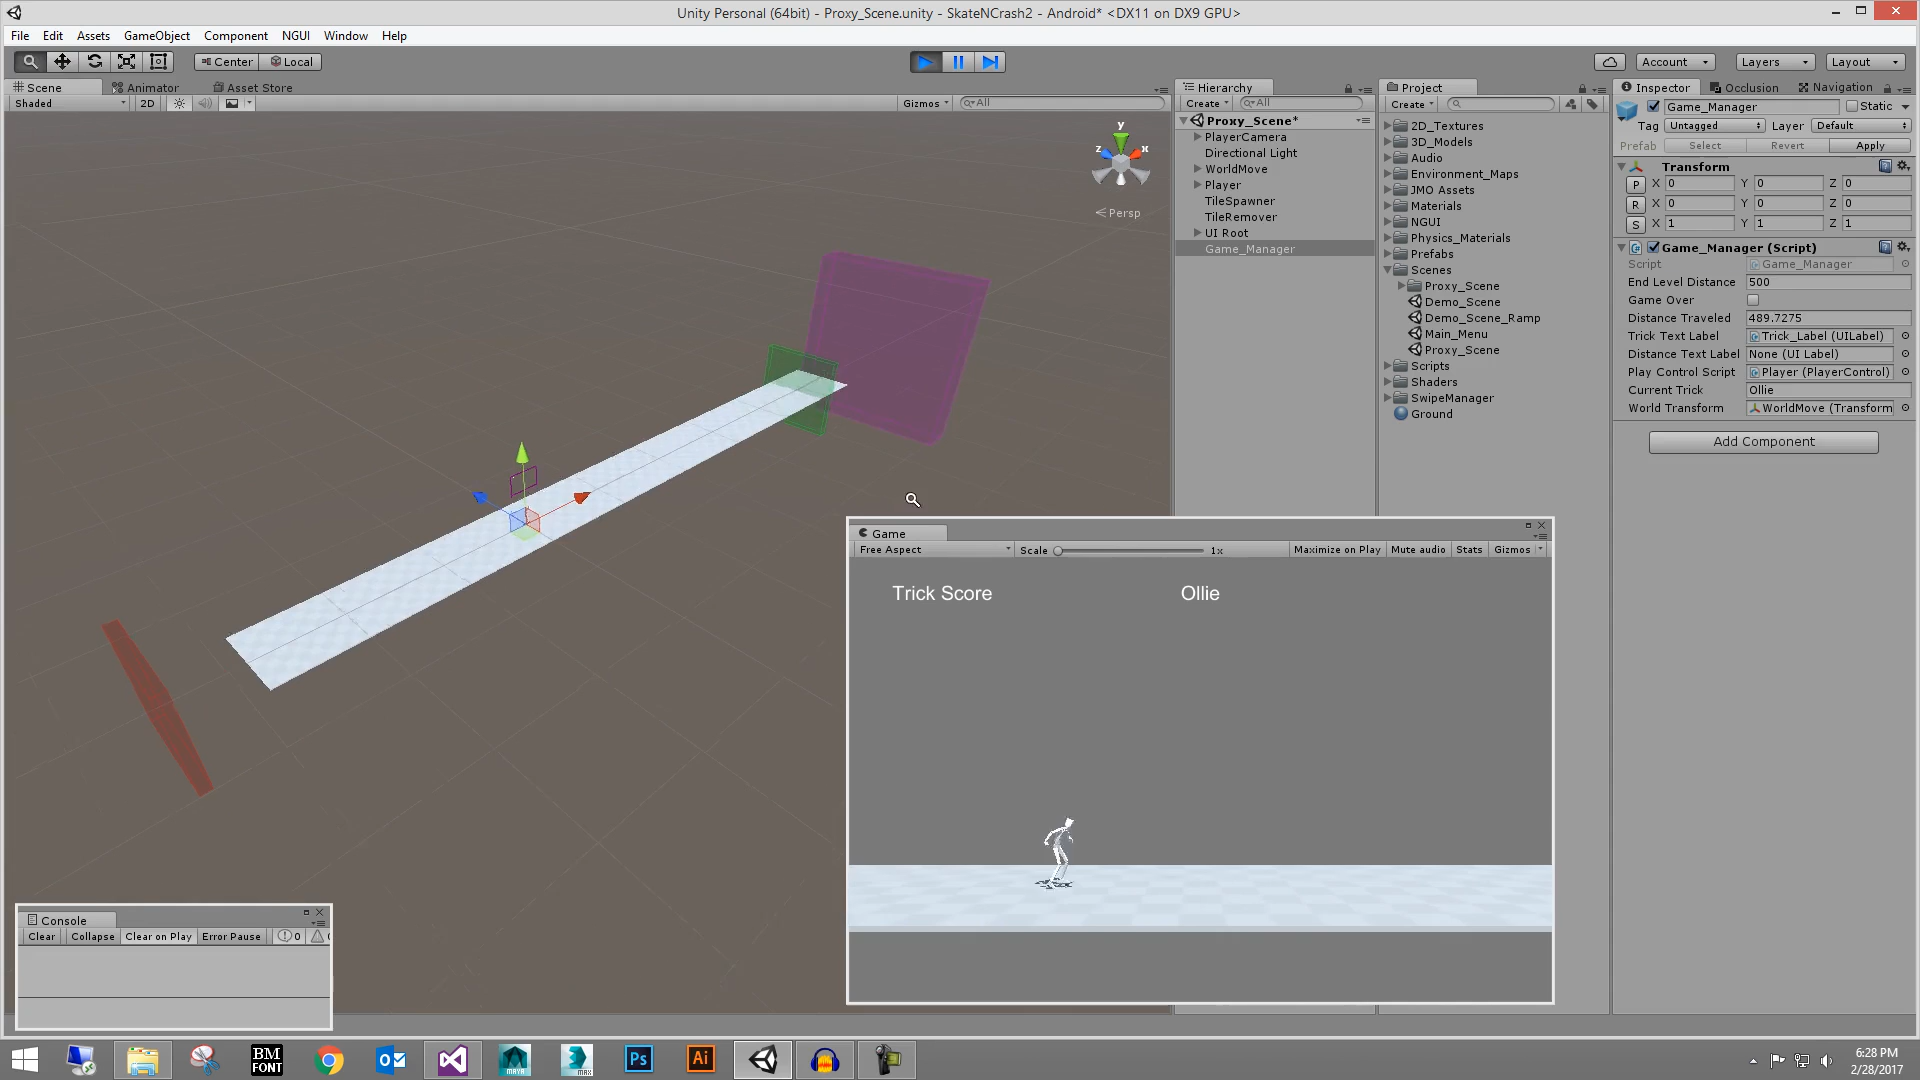 Unity Personal (64bit) - Proxy_Scene.unity - SkateNCrash2 - Android* <DX11 on DX9 GPU>
File Edit Assets GameObject Component NGUI Window Help
Center Local
Account Layers Layout
Scene Animator Asset Store
Shaded 2D Gizmos All
y
z x
Persp
Hierarchy
Create All
Proxy_Scene*
PlayerCamera
Directional Light
WorldMove
Player
TileSpawner
TileRemover
UI Root
Game_Manager
Project
Create
2D_Textures
3D_Models
Audio
Environment_Maps
JMO Assets
Materials
NGUI
Physics_Materials
Prefabs
Scenes
Proxy_Scene
Demo_Scene
Demo_Scene_Ramp
Main_Menu
Proxy_Scene
Scripts
Shaders
SwipeManager
Ground
Inspector Occlusion Navigation
Game_Manager Static
Tag Untagged Layer Default
Prefab Select Revert Apply
Transform
P X 0 Y 0 Z 0
R X 0 Y 0 Z 0
S X 1 Y 1 Z 1
Game_Manager (Script)
Script Game_Manager
End Level Distance 500
Game Over
Distance Traveled 489.7275
Trick Text Label Trick_Label (UILabel)
Distance Text Label None (UI Label)
Play Control Script Player (PlayerControl)
Current Trick Ollie
World Transform WorldMove (Transform
Add Component
Game
Free Aspect Scale 1x Maximize on Play Mute audio Stats Gizmos
Trick Score Ollie
Console
Clear Collapse Clear on Play Error Pause 0
BM
FONT
MAYA
MAX
Ps
Ai
6:28 PM
2/28/2017